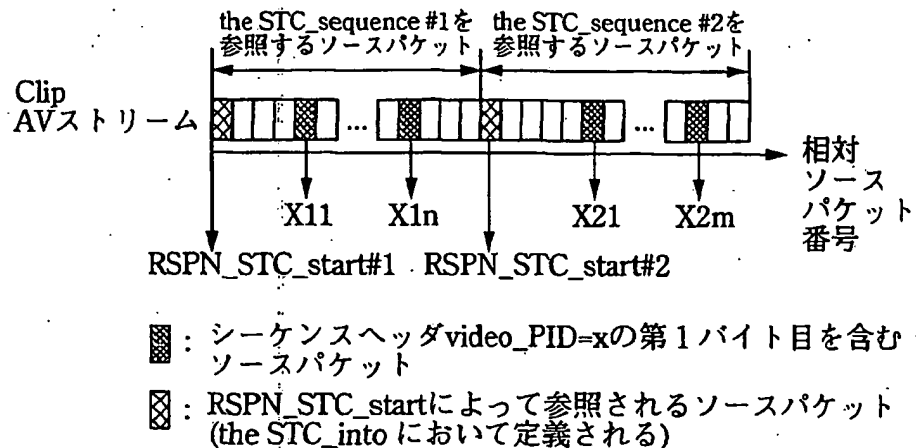 the STC_sequence #1を
参照するソースパケット
the STC_sequence #2を
参照するソースパケット
Clip
AVストリーム
...
...
X11
X1n
X21
X2m
相対
ソース
パケット
番号
RSPN_STC_start#1
RSPN_STC_start#2
: シーケンスヘッダvideo_PID=xの第1バイト目を含む
ソースパケット
: RSPN_STC_startによって参照されるソースパケット
(the STC_into において定義される)